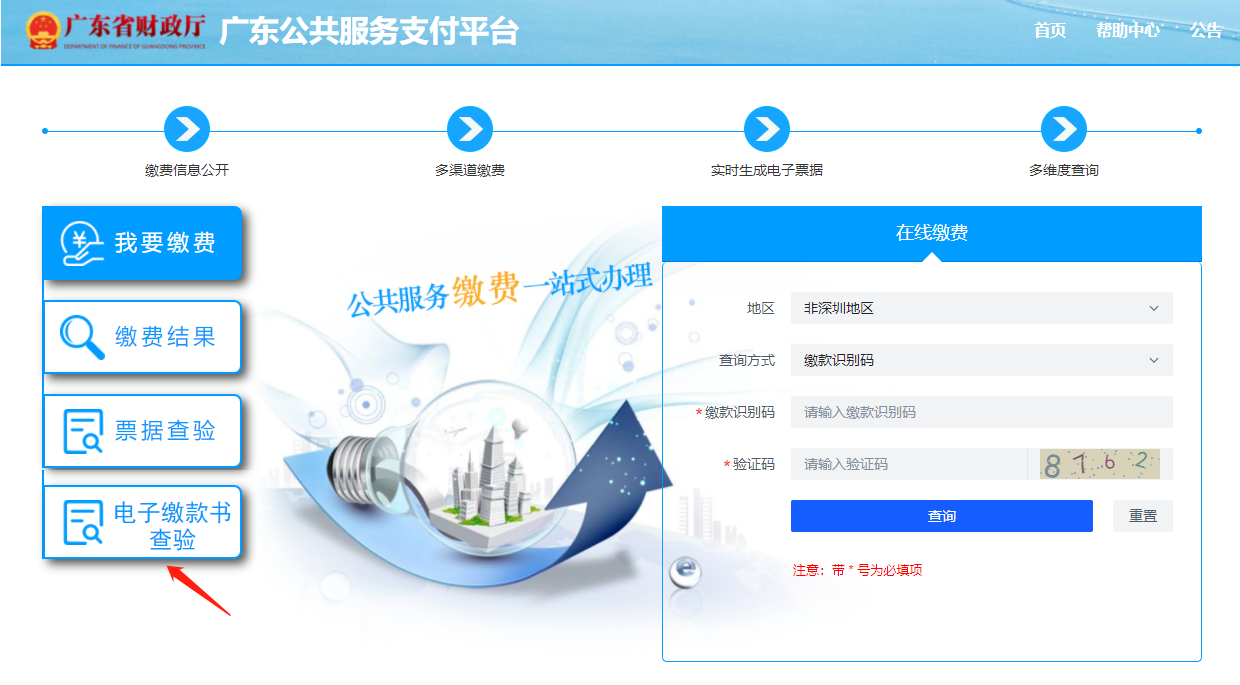 广东省财政厅
DEPARTMENT OF FINANCE OF GUANGDONG PROVINCE
广东公共服务支付平台
首页 帮助中心 公告
缴费信息公开 多渠道缴费 实时生成电子票据 多维度查询
我要缴费
缴费结果
票据查验
电子缴款书
查验
公共服务缴费一站式办理
在线缴费
地区 非深圳地区
查询方式 缴款识别码
*缴款识别码 请输入缴款识别码
*验证码 请输入验证码 8762
查询 重置
注意：带 * 号为必填项